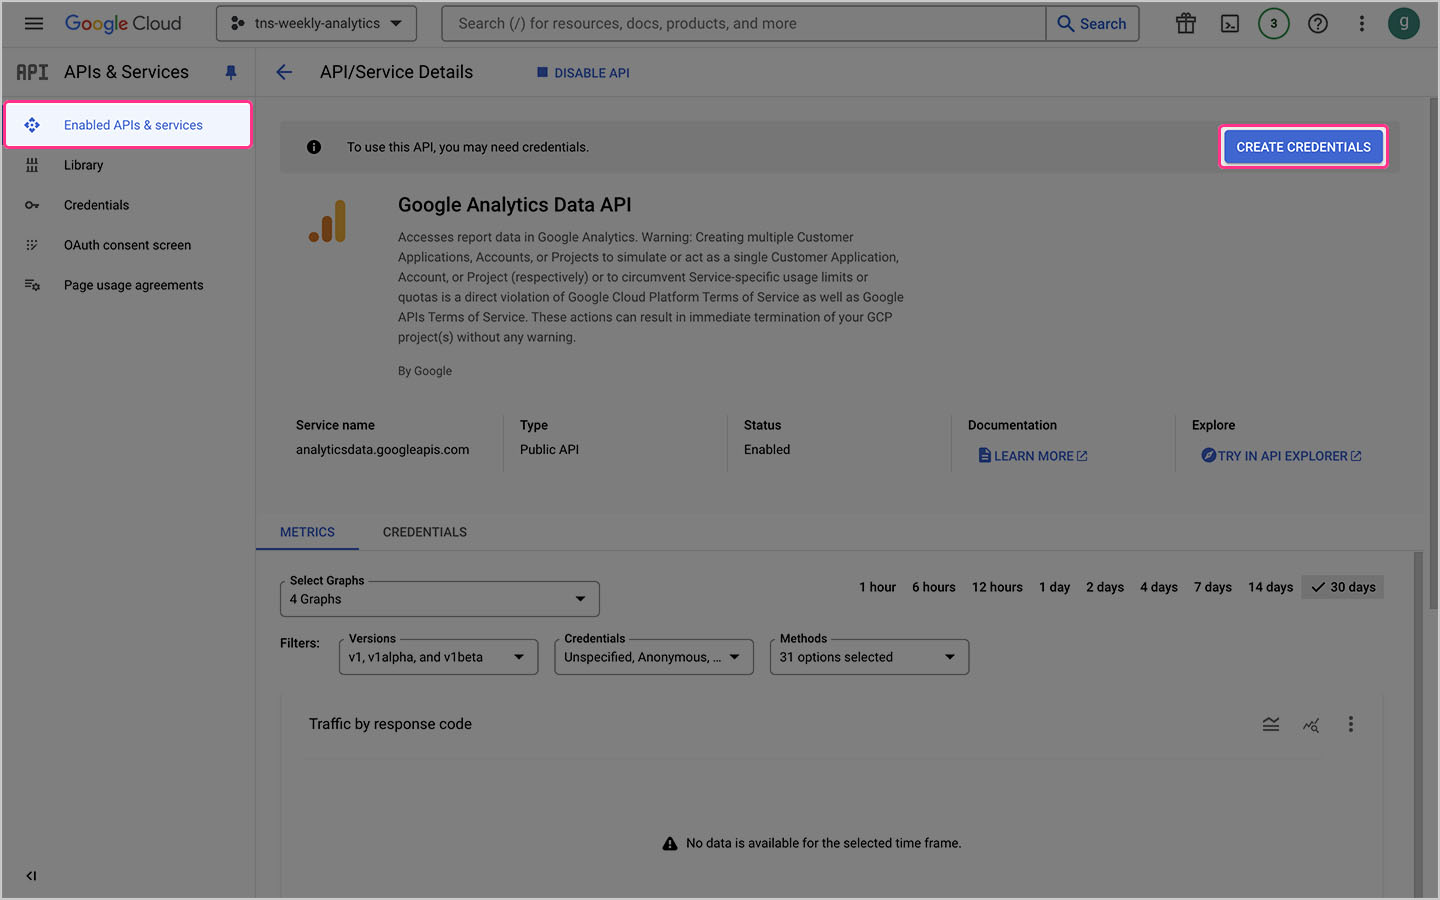 Google Cloud
tns-weekly-analytics
Search (/) for resources, docs, products, and more
Search
3
g
API
APIs & Services
API/Service Details
DISABLE API
Enabled APIs & services
Library
Credentials
OAuth consent screen
Page usage agreements
To use this API, you may need credentials.
CREATE CREDENTIALS
Google Analytics Data API
Accesses report data in Google Analytics. Warning: Creating multiple Customer
Applications, Accounts, or Projects to simulate or act as a single Customer Application,
Account, or Project (respectively) or to circumvent Service-specific usage limits or
quotas is a direct violation of Google Cloud Platform Terms of Service as well as Google
APIs Terms of Service. These actions can result in immediate termination of your GCP
project(s) without any warning.
By Google
Service name
analyticsdata.googleapis.com
Type
Public API
Status
Enabled
Documentation
LEARN MORE
Explore
TRY IN API EXPLORER
METRICS
CREDENTIALS
Select Graphs
4 Graphs
1 hour
6 hours
12 hours
1 day
2 days
4 days
7 days
14 days
30 days
Filters:
Versions
v1, v1alpha, and v1beta
Credentials
Unspecified, Anonymous, ...
Methods
31 options selected
Traffic by response code
No data is available for the selected time frame.